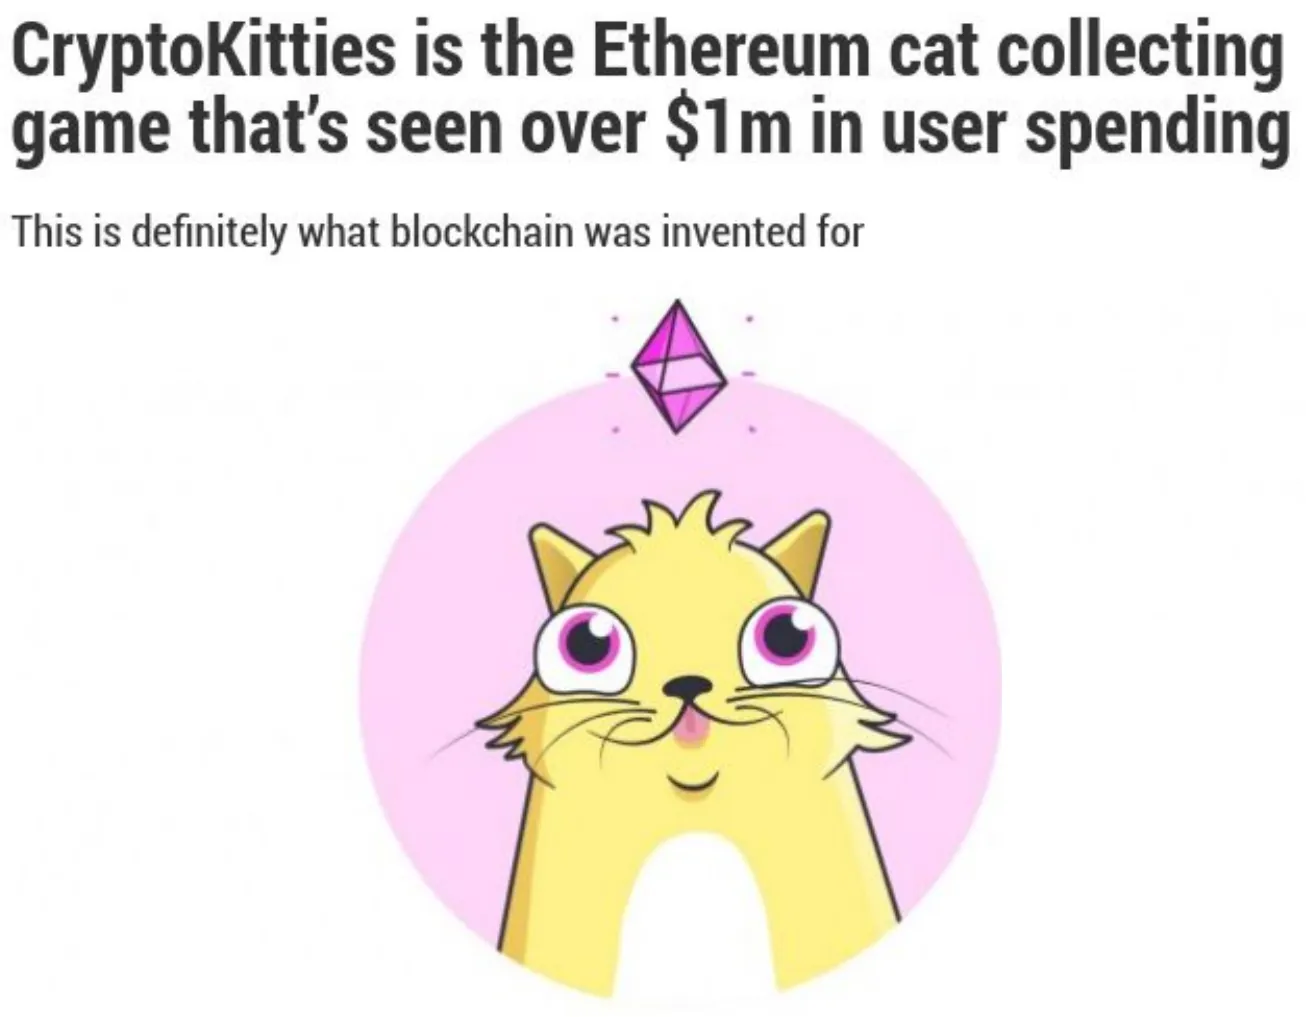 CryptoKitties is the Ethereum cat collecting
game that’s seen over $1m in user spending
This is definitely what blockchain was invented for